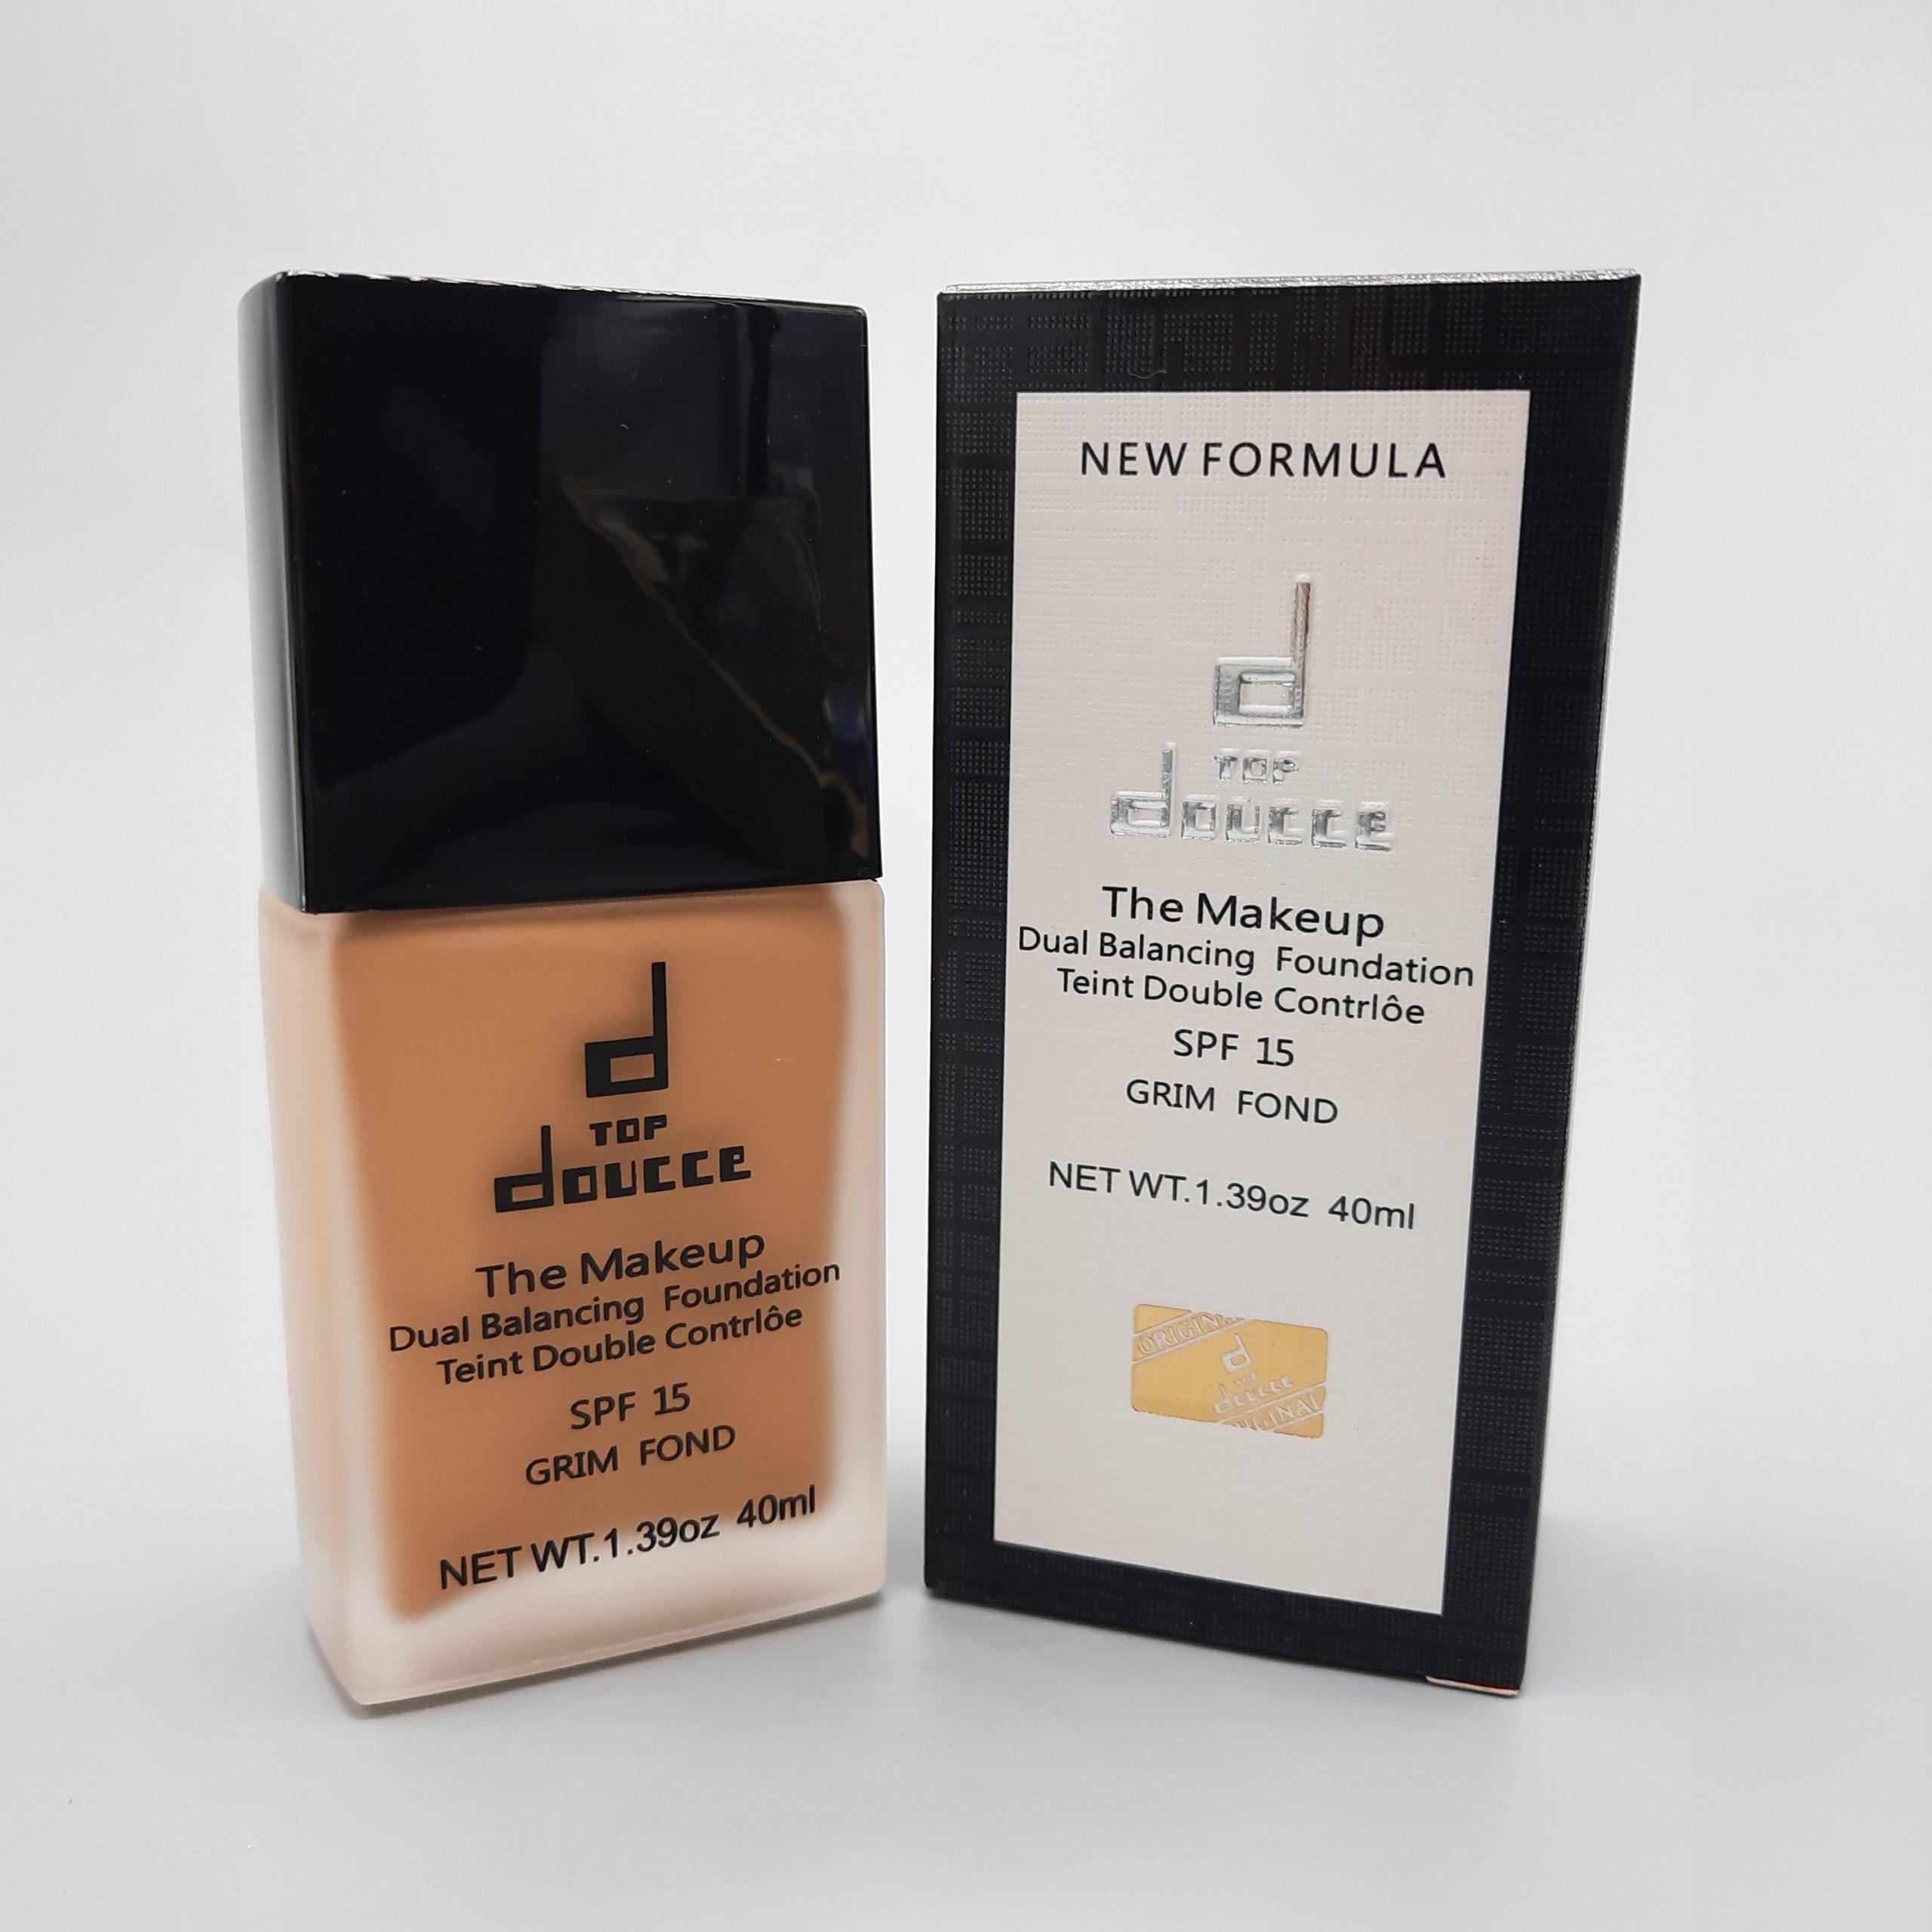 d
TOP
doucce
The Makeup
Dual Balancing Foundation
Teint Double Contrlôe
SPF 15
GRIM FOND
NET WT.1.39oz 40ml
NEW FORMULA
d
TOP
doucce
The Makeup
Dual Balancing Foundation
Teint Double Contrlôe
SPF 15
GRIM FOND
NET WT.1.39oz 40ml
ORIGINA
d
TOP
doucce
IGINAL